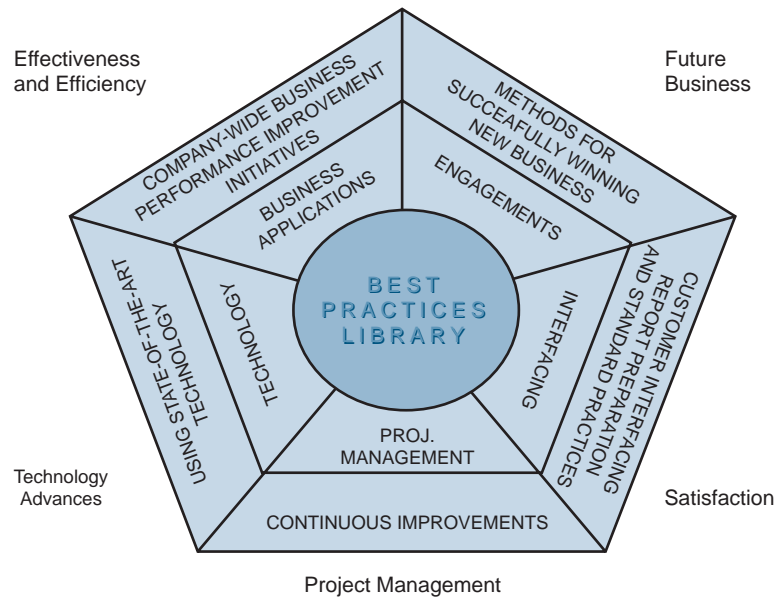 Effectiveness
and Efficiency
Future
Business
COMPANY-WIDE BUSINESS
PERFORMANCE IMPROVEMENT
INITIATIVES
METHODS FOR
SUCCEAFULLY WINNING
NEW BUSINESS
BUSINESS
APPLICATIONS
ENGAGEMENTS
BEST
PRACTICES
LIBRARY
USING STATE-OF-THE-ART
TECHNOLOGY
TECHNOLOGY
INTERFACING
CUSTOMER INTERFACING
REPORT PREPARATION
AND STANDARD PRACTICES
PROJ.
MANAGEMENT
CONTINUOUS IMPROVEMENTS
Technology
Advances
Satisfaction
Project Management